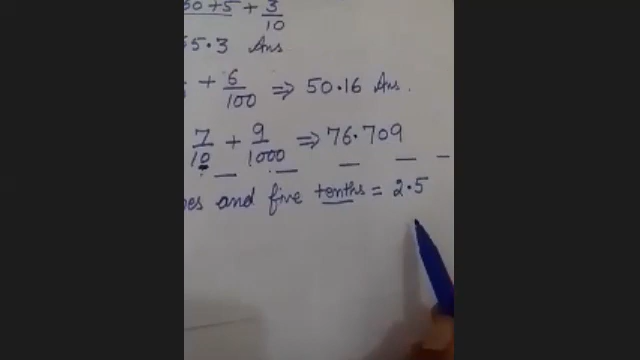 50 + 5 + 3/10
55.3 Ans
+ 6/100 ⇒ 50.16 Ans.
7/10 + 9/1000 ⇒ 76.709
and five tenths = 2.5